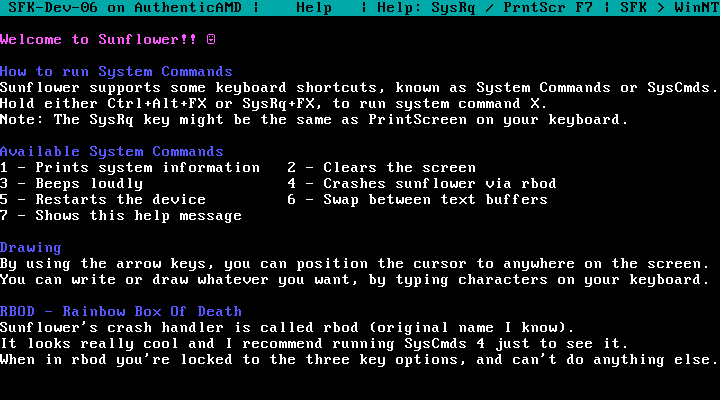 SFK-Dev-06 on AuthenticAMD | Help | Help: SysRq / PrntScr F7 | SFK > WinNT
Welcome to Sunflower!! ☺
How to run System Commands
Sunflower supports some keyboard shortcuts, known as System Commands or SysCmds.
Hold either Ctrl+Alt+FX or SysRq+FX, to run system command X.
Note: The SysRq key might be the same as PrintScreen on your keyboard.
Available System Commands
1 - Prints system information 2 - Clears the screen
3 - Beeps loudly 4 - Crashes sunflower via rbod
5 - Restarts the device 6 - Swap between text buffers
7 - Shows this help message
Drawing
By using the arrow keys, you can position the cursor to anywhere on the screen.
You can write or draw whatever you want, by typing characters on your keyboard.
RBOD - Rainbow Box Of Death
Sunflower's crash handler is called rbod (original name I know).
It looks really cool and I recommend running SysCmds 4 just to see it.
When in rbod you're locked to the three key options, and can't do anything else.